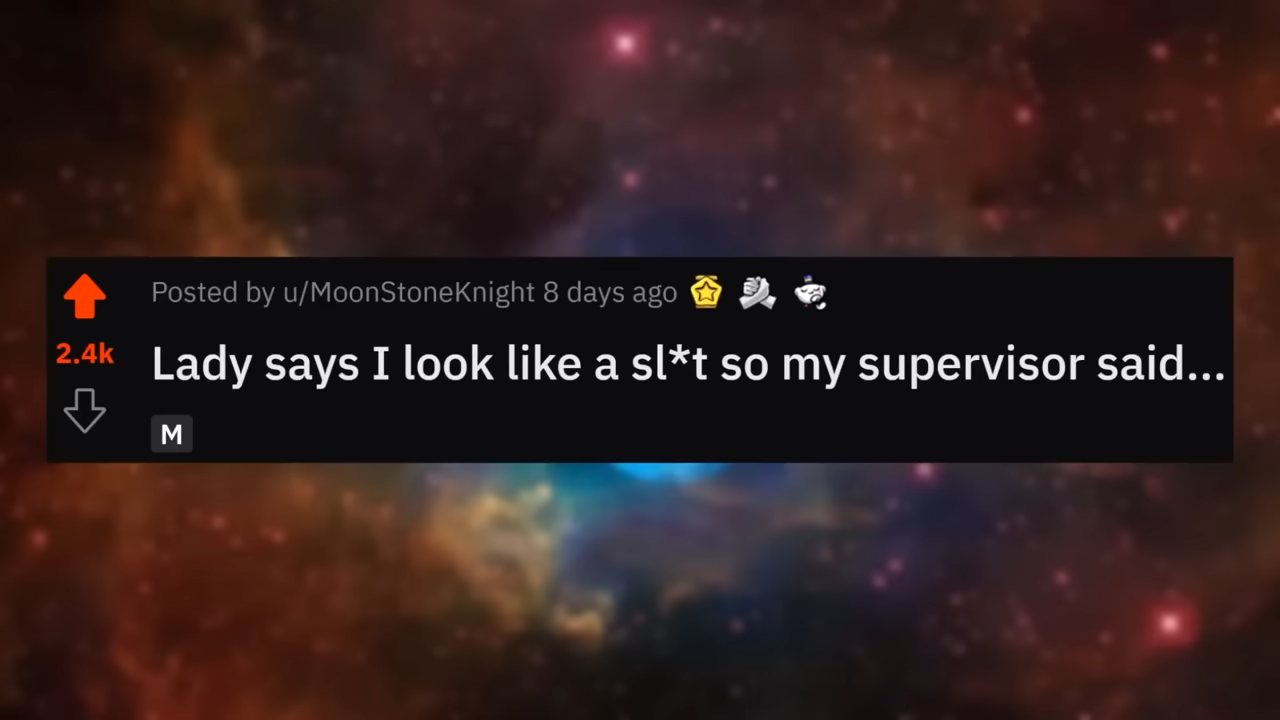 Posted by u/MoonStoneKnight 8 days ago
2.4k
Lady says I look like a sl*t so my supervisor said...
M